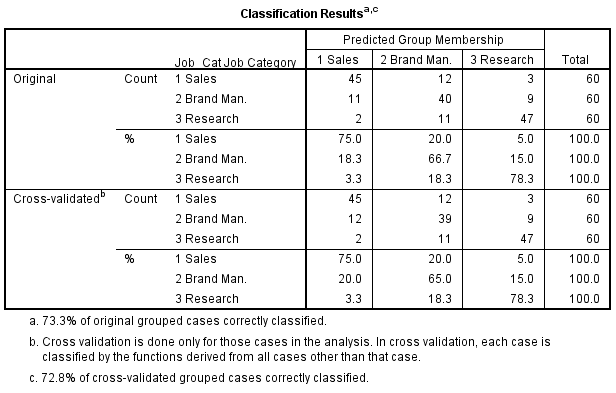 Classification Resultsa,c
Predicted Group Membership
Job_Cat Job Category 1 Sales 2 Brand Man. 3 Research Total
Original Count 1 Sales 45 12 3 60
2 Brand Man. 11 40 9 60
3 Research 2 11 47 60
% 1 Sales 75.0 20.0 5.0 100.0
2 Brand Man. 18.3 66.7 15.0 100.0
3 Research 3.3 18.3 78.3 100.0
Cross-validatedb Count 1 Sales 45 12 3 60
2 Brand Man. 12 39 9 60
3 Research 2 11 47 60
% 1 Sales 75.0 20.0 5.0 100.0
2 Brand Man. 20.0 65.0 15.0 100.0
3 Research 3.3 18.3 78.3 100.0
a. 73.3% of original grouped cases correctly classified.
b. Cross validation is done only for those cases in the analysis. In cross validation, each case is
classified by the functions derived from all cases other than that case.
c. 72.8% of cross-validated grouped cases correctly classified.